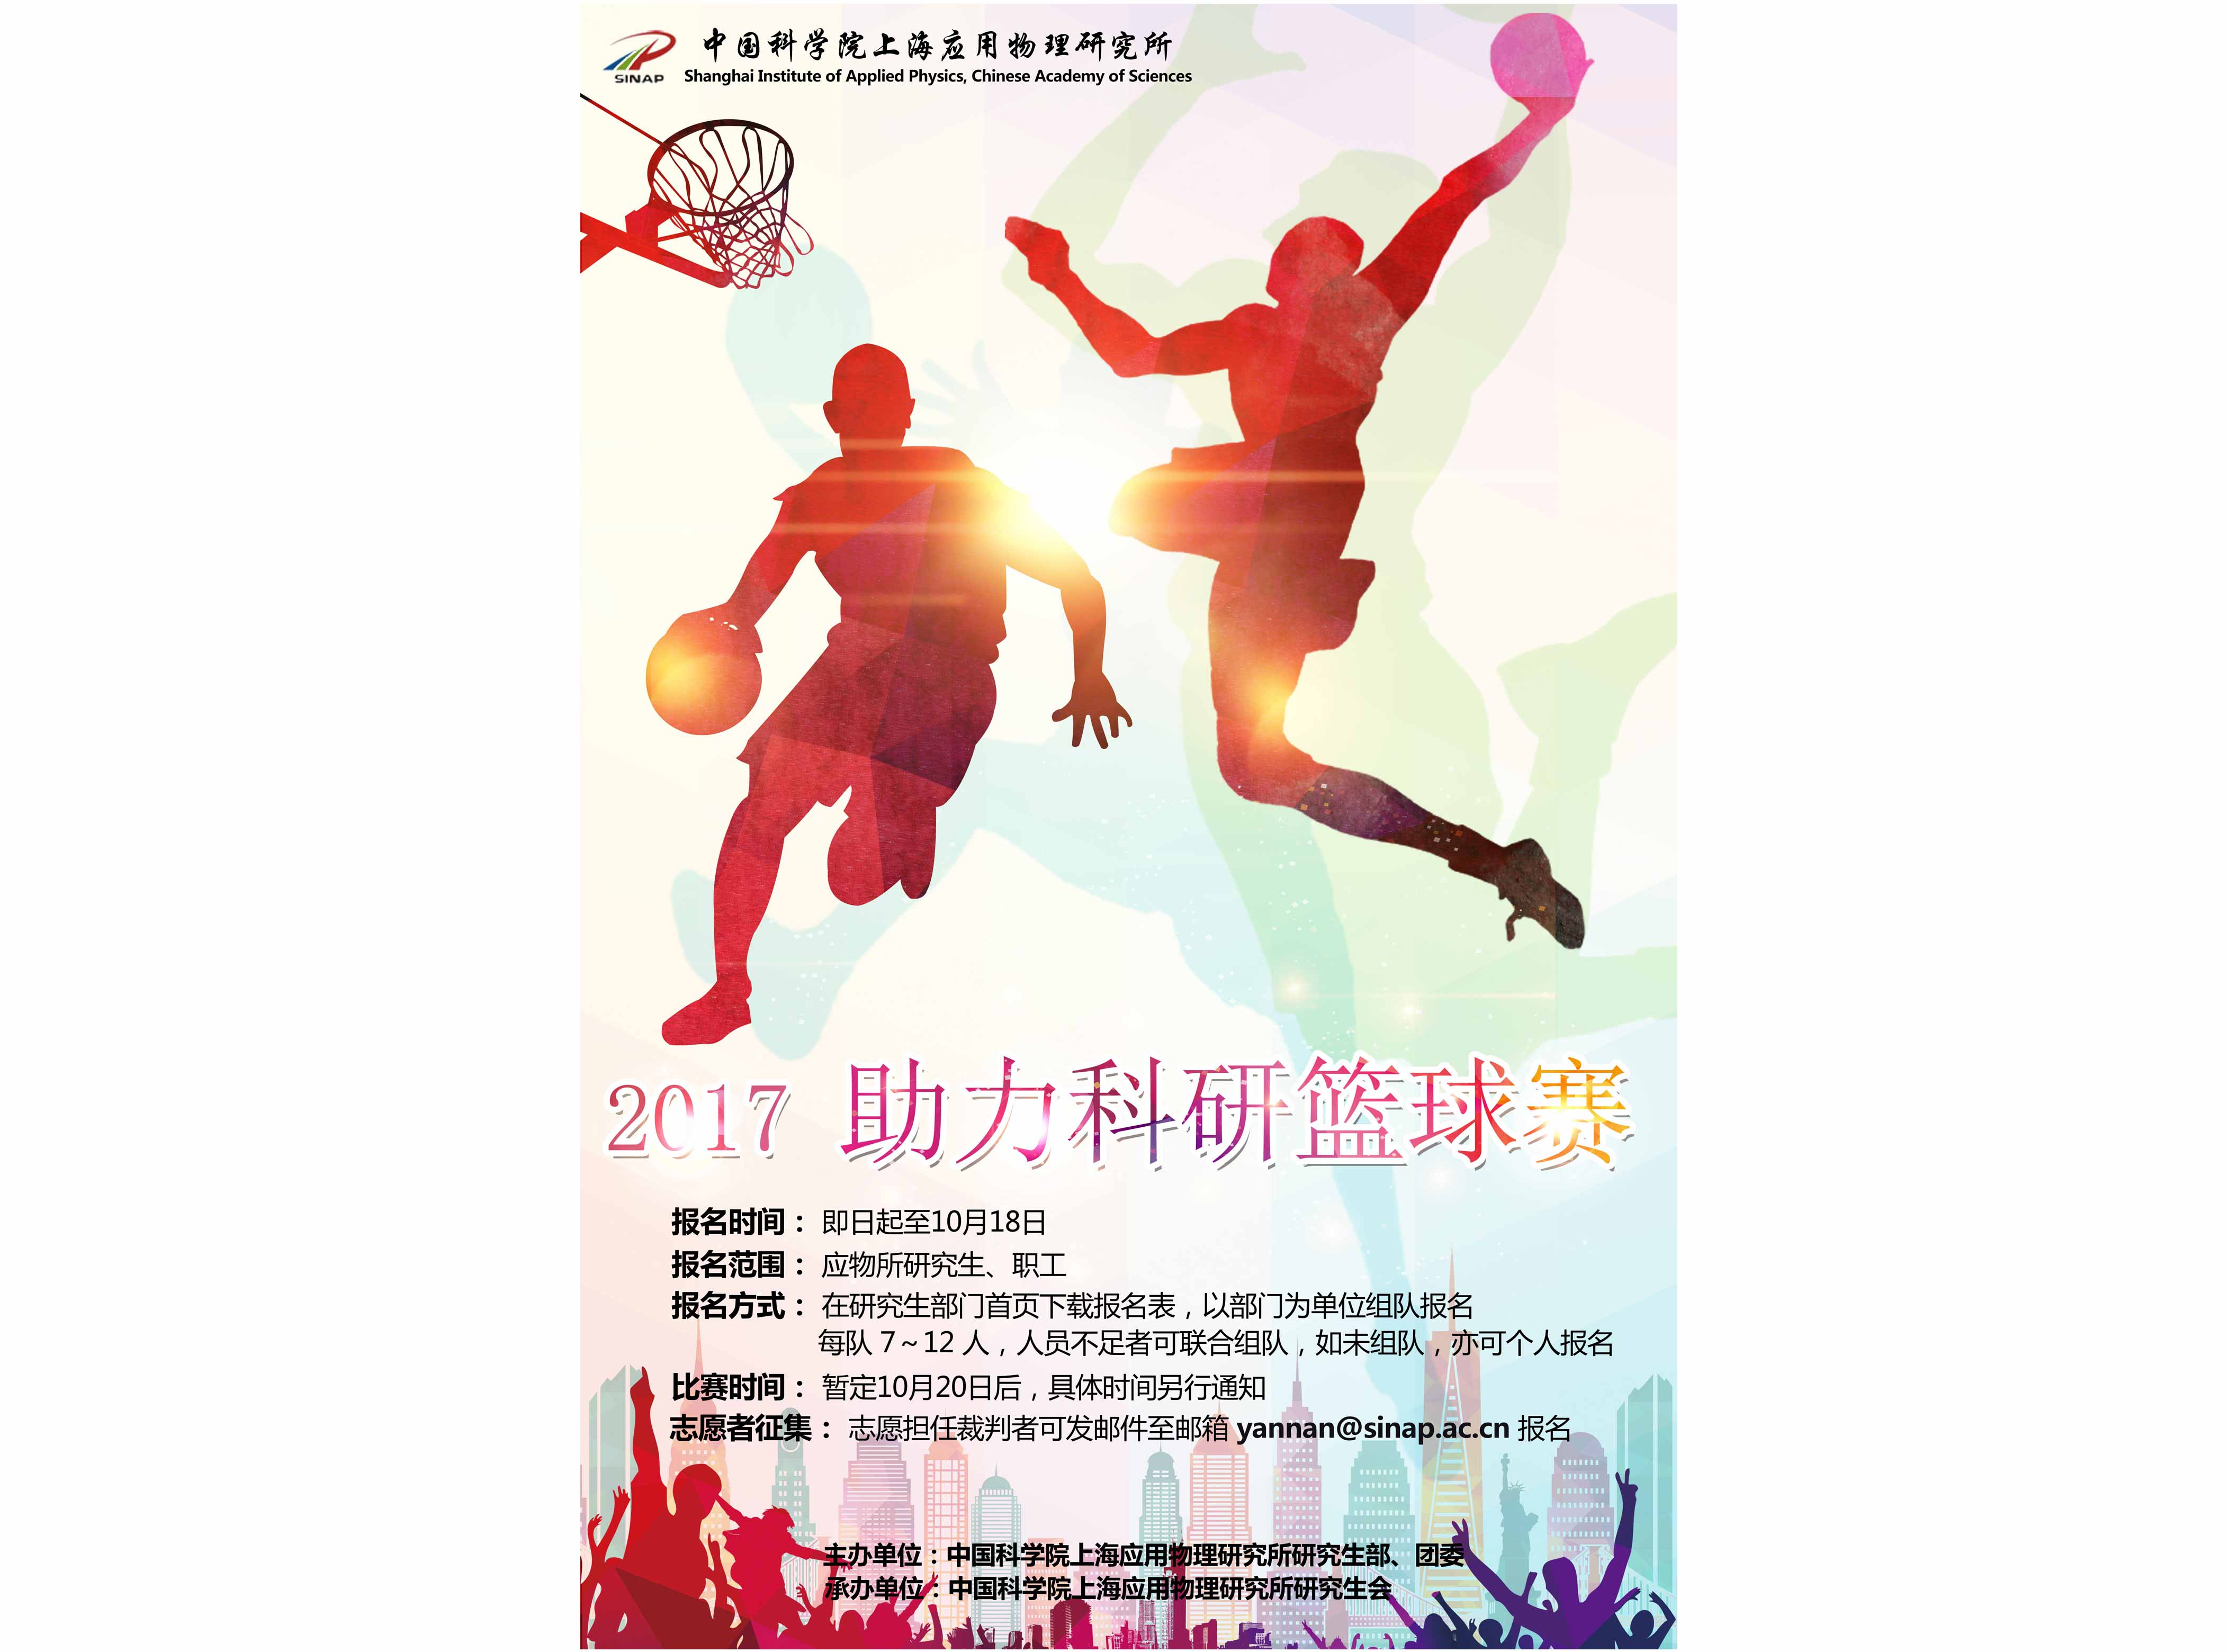 中国科学院上海应用物理研究所
SINAP
Shanghai Institute of Applied Physics, Chinese Academy of Sciences
2017 助力科研篮球赛
报名时间：即日起至10月18日
报名范围：应物所研究生、职工
报名方式：在研究生部门首页下载报名表，以部门为单位组队报名
每队 7～12 人，人员不足者可联合组队，如未组队，亦可个人报名
比赛时间：暂定10月20日后，具体时间另行通知
志愿者征集：志愿担任裁判者可发邮件至邮箱 yannan@sinap.ac.cn 报名
主办单位：中国科学院上海应用物理研究所研究生部、团委
承办单位：中国科学院上海应用物理研究所研究生会